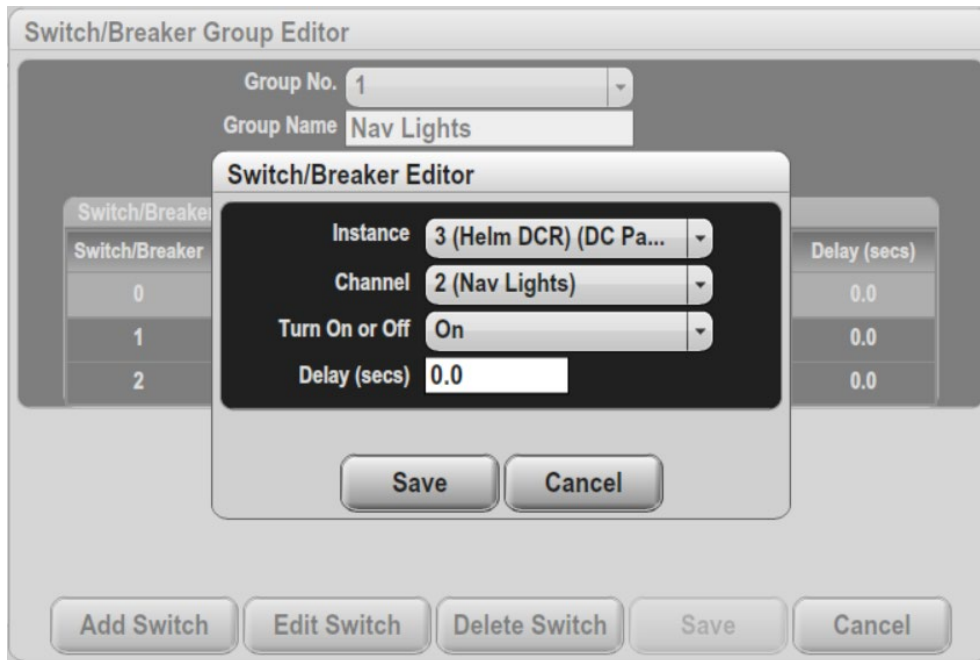 Switch/Breaker Group Editor
Group No. 1
Group Name Nav Lights
Switch/Breaker Editor
Instance 3 (Helm DCR) (DC Pa...
Channel 2 (Nav Lights)
Turn On or Off On
Delay (secs) 0.0
Save Cancel
Switch/Breaker
Switch/Breaker Delay (secs)
0 0.0
1 0.0
2 0.0
Add Switch Edit Switch Delete Switch Save Cancel